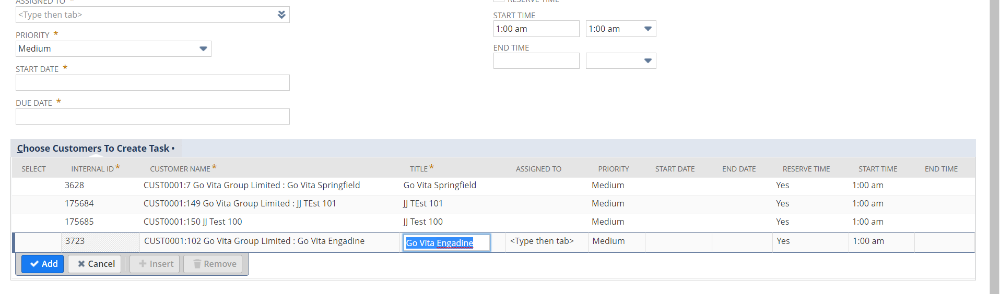 ASSIGNED TO *
<Type then tab>
PRIORITY *
Medium
START DATE *
DUE DATE *
RESERVE TIME
START TIME
1:00 am 1:00 am
END TIME
Choose Customers To Create Task •
SELECT INTERNAL ID * CUSTOMER NAME * TITLE * ASSIGNED TO PRIORITY START DATE END DATE RESERVE TIME START TIME END TIME
3628 CUST0001:7 Go Vita Group Limited : Go Vita Springfield Go Vita Springfield Medium Yes 1:00 am
175684 CUST0001:149 Go Vita Group Limited : JJ TEst 101 JJ TEst 101 Medium Yes 1:00 am
175685 CUST0001:150 JJ Test 100 JJ Test 100 Medium Yes 1:00 am
3723 CUST0001:102 Go Vita Group Limited : Go Vita Engadine Go Vita Engadine <Type then tab> Medium Yes 1:00 am
Add Cancel Insert Remove